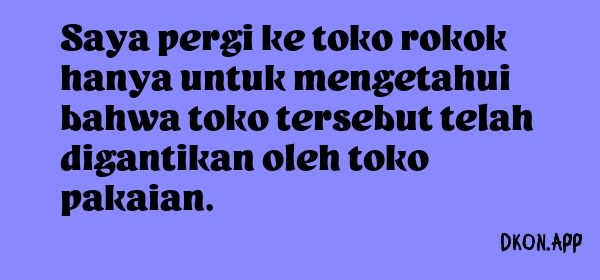 Saya pergi ke toko rokok
hanya untuk mengetahui
bahwa toko tersebut telah
digantikan oleh toko
pakaian.
DKON.APP